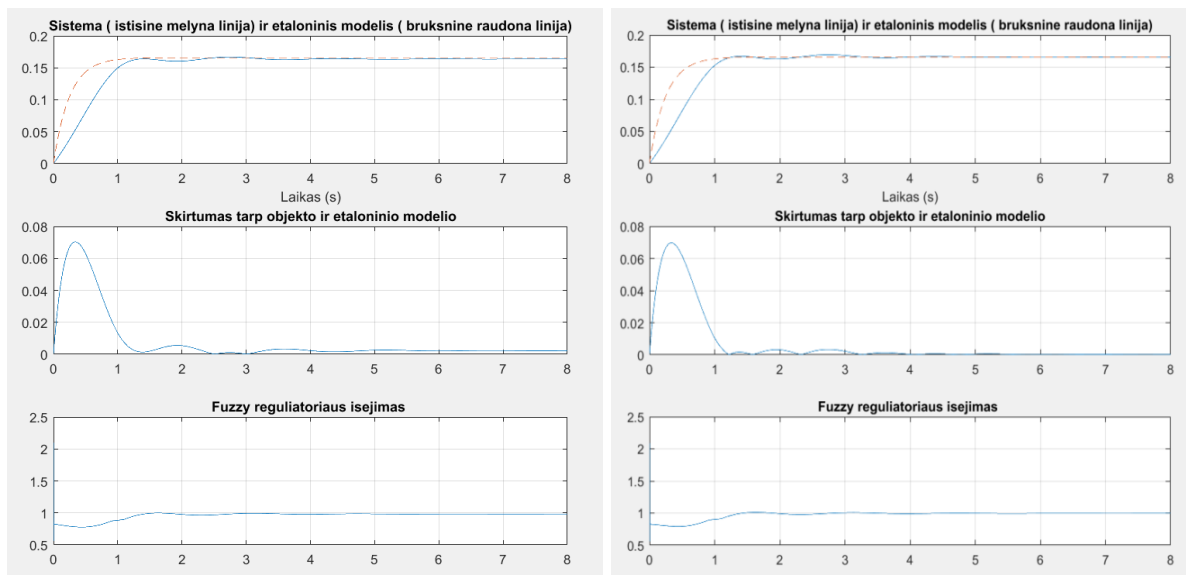 Sistema ( istisine melyna linija) ir etaloninis modelis ( bruksnine raudona linija)
0.2
0.15
0.1
0.05
0
0 1 2 3 4 5 6 7 8
Laikas (s)
Skirtumas tarp objekto ir etaloninio modelio
0.08
0.06
0.04
0.02
0
0 1 2 3 4 5 6 7 8
Fuzzy reguliatoriaus isejimas
2.5
2
1.5
1
0.5
0 1 2 3 4 5 6 7 8
Sistema ( istisine melyna linija) ir etaloninis modelis ( bruksnine raudona linija)
0.2
0.15
0.1
0.05
0
0 1 2 3 4 5 6 7 8
Laikas (s)
Skirtumas tarp objekto ir etaloninio modelio
0.08
0.06
0.04
0.02
0
0 1 2 3 4 5 6 7 8
Fuzzy reguliatoriaus isejimas
2.5
2
1.5
1
0.5
0 1 2 3 4 5 6 7 8